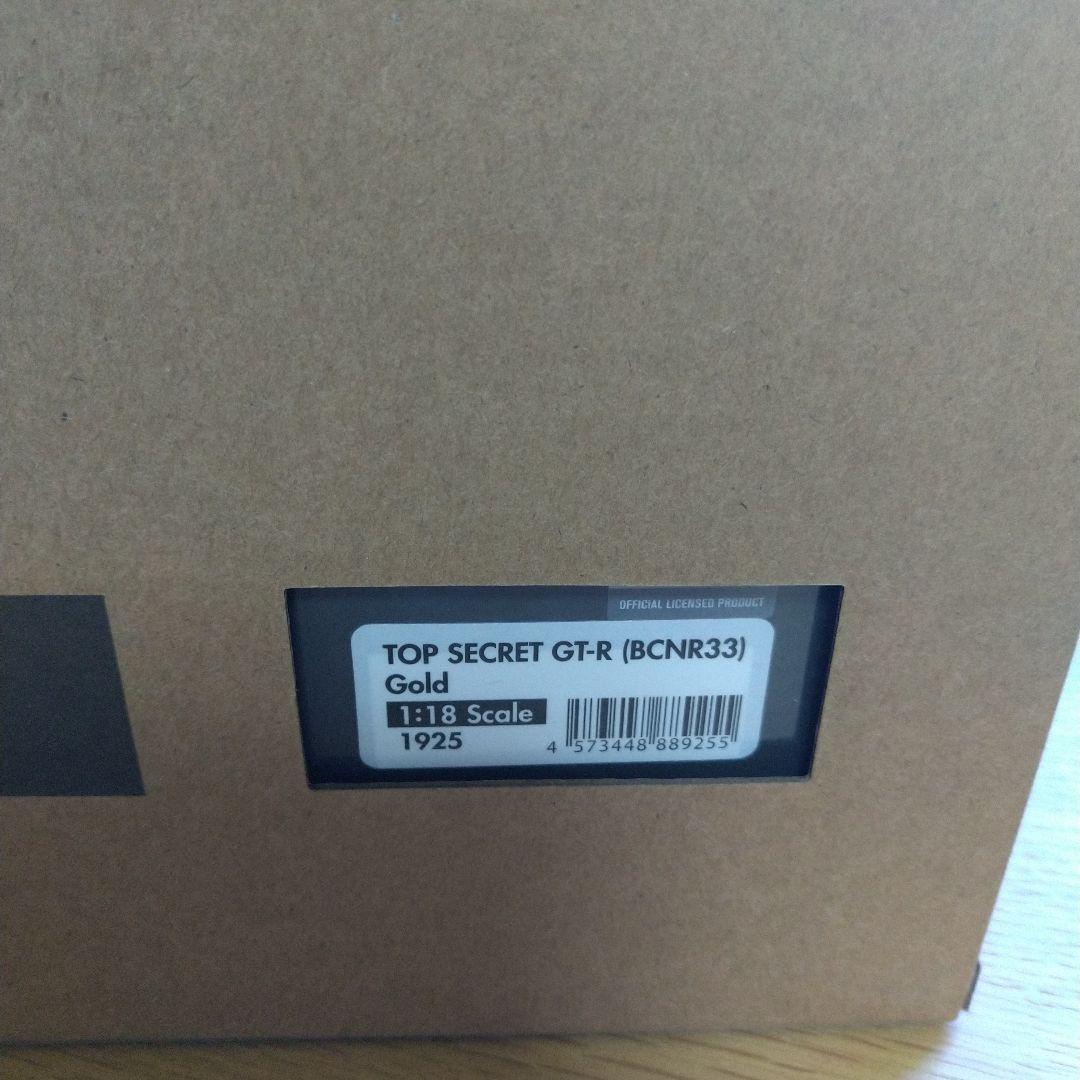 OFFICIAL LICENSED PRODUCT
TOP SECRET GT-R (BCNR33)
Gold
1:18 Scale
1925
4 573448 889255